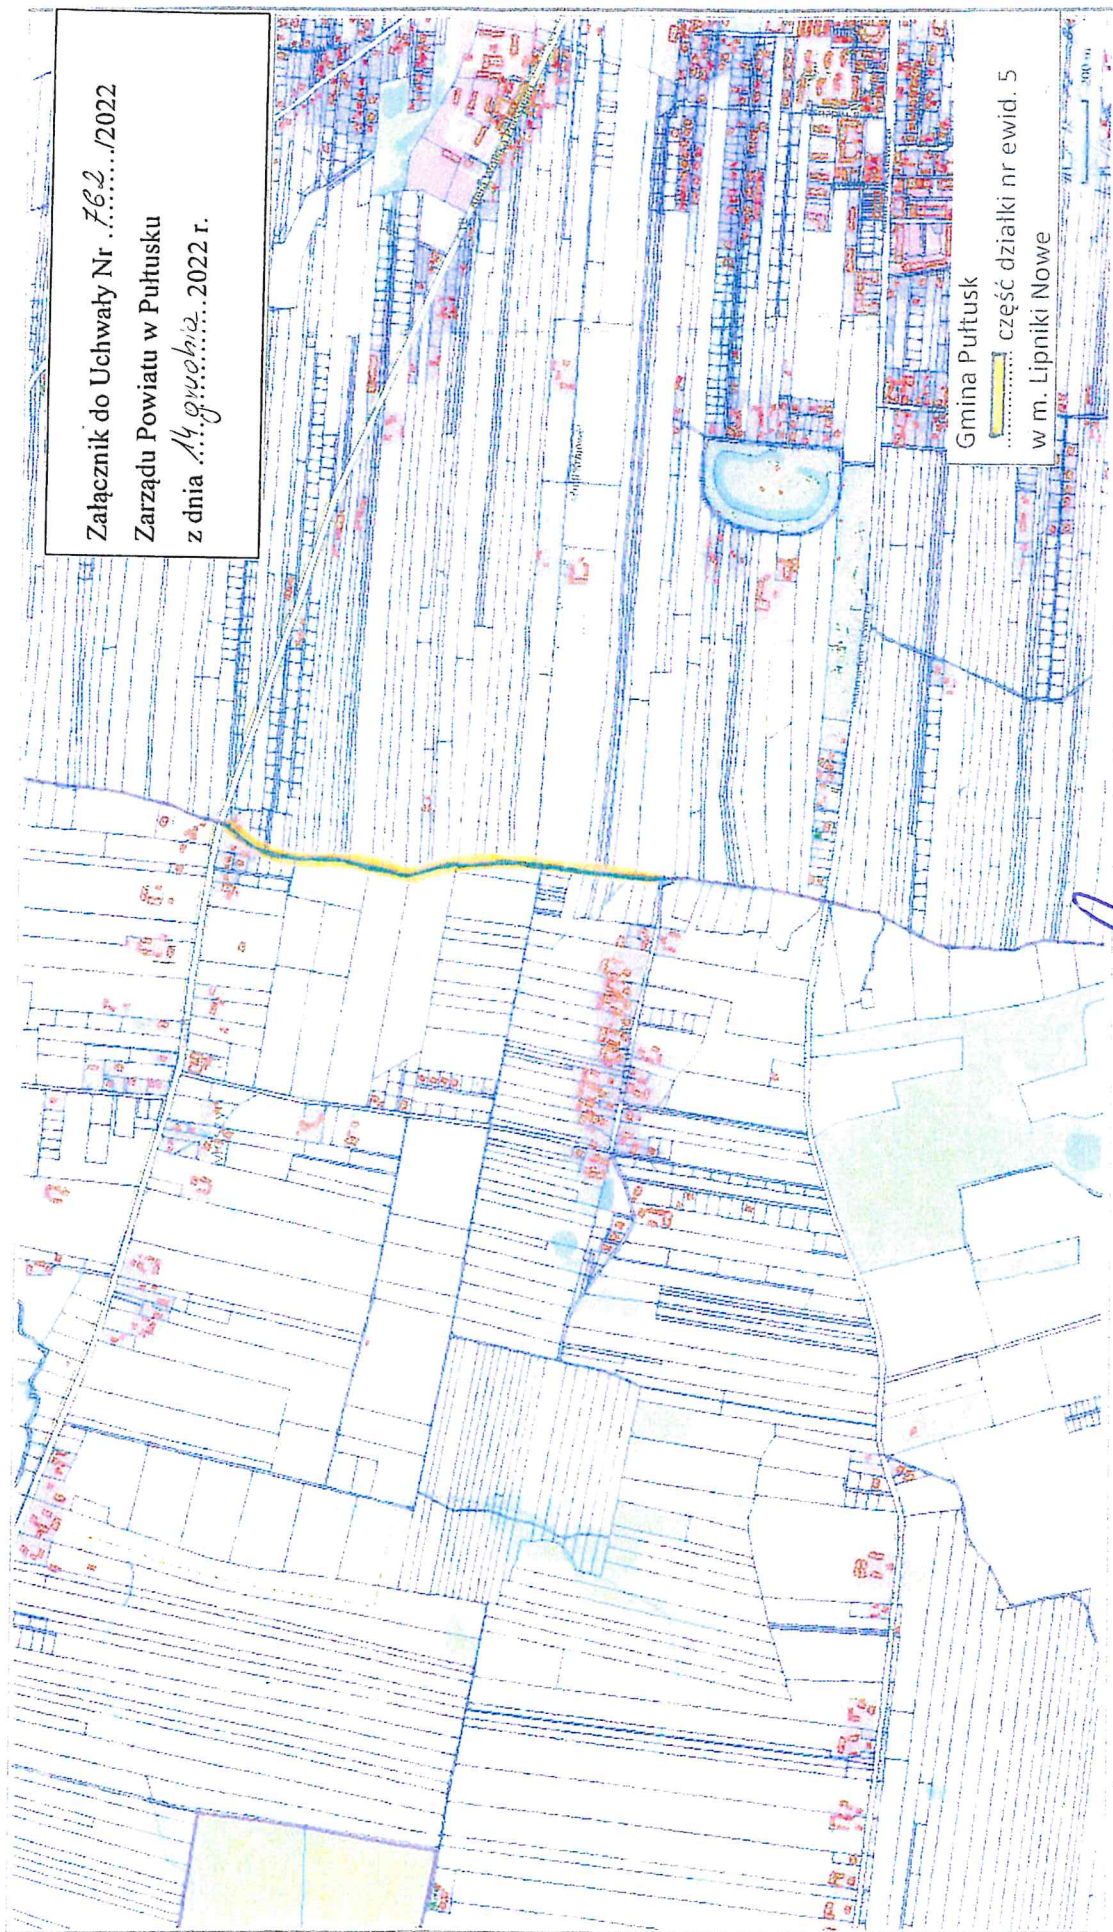 Załącznik do Uchwały Nr ..762....../2022
Zarządu Powiatu w Pułtusku
z dnia ..14 grudnia.. 2022 r.
Gmina Pułtusk
............ część działki nr ewid. 5
w m. Lipniki Nowe